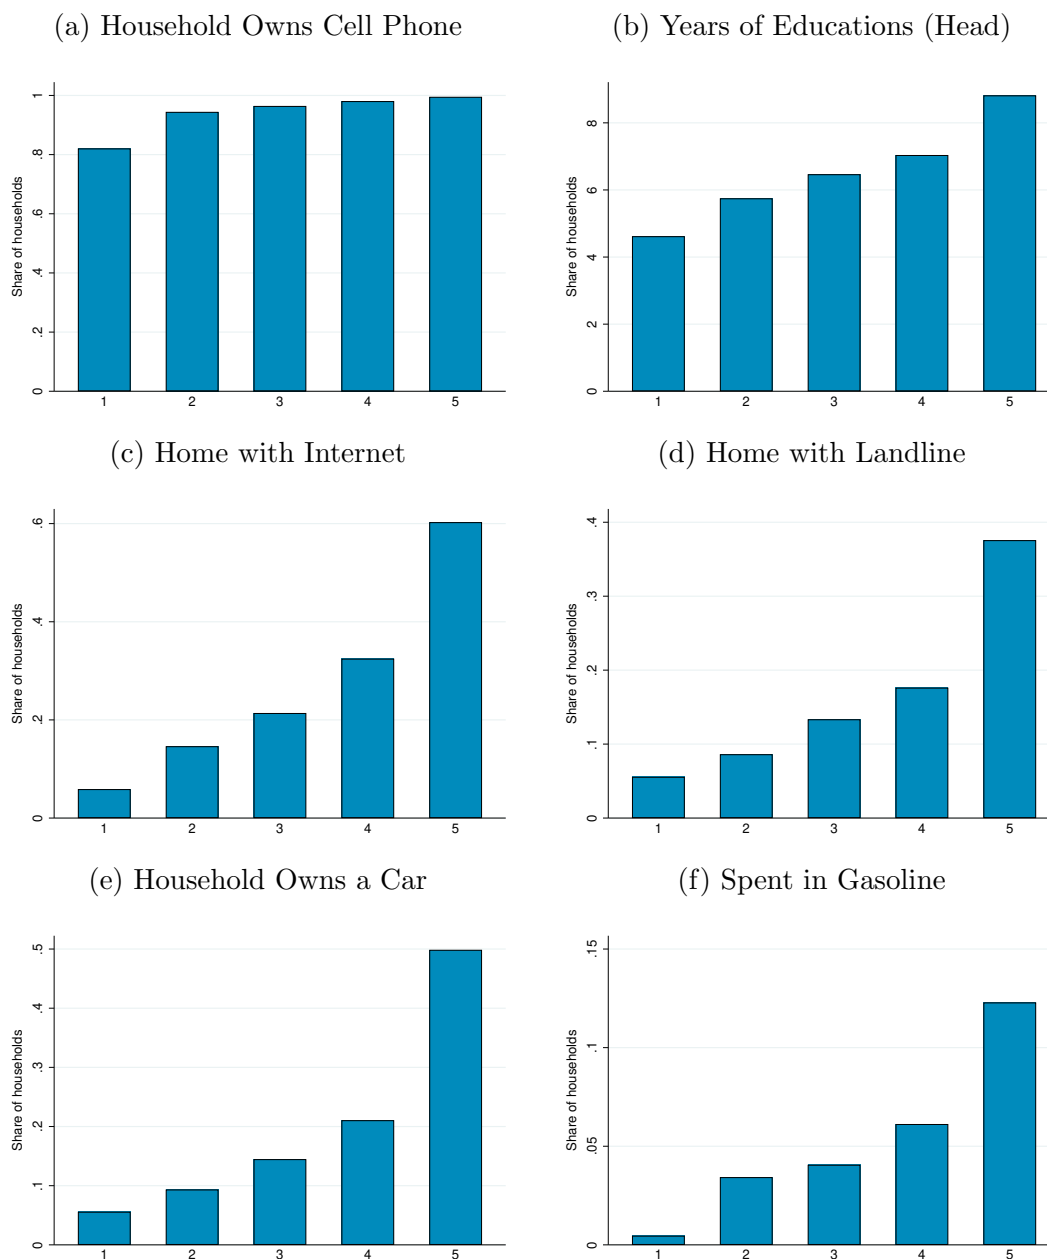 (a) Household Owns Cell Phone
Share of households
1
.8
.6
.4
.2
0
1 2 3 4 5
(b) Years of Educations (Head)
Share of households
8
6
4
2
0
1 2 3 4 5
(c) Home with Internet
Share of households
.6
.4
.2
0
1 2 3 4 5
(d) Home with Landline
Share of households
.4
.3
.2
.1
0
1 2 3 4 5
(e) Household Owns a Car
Share of households
.5
.4
.3
.2
.1
0
1 2 3 4 5
(f) Spent in Gasoline
Share of households
.15
.1
.05
0
1 2 3 4 5